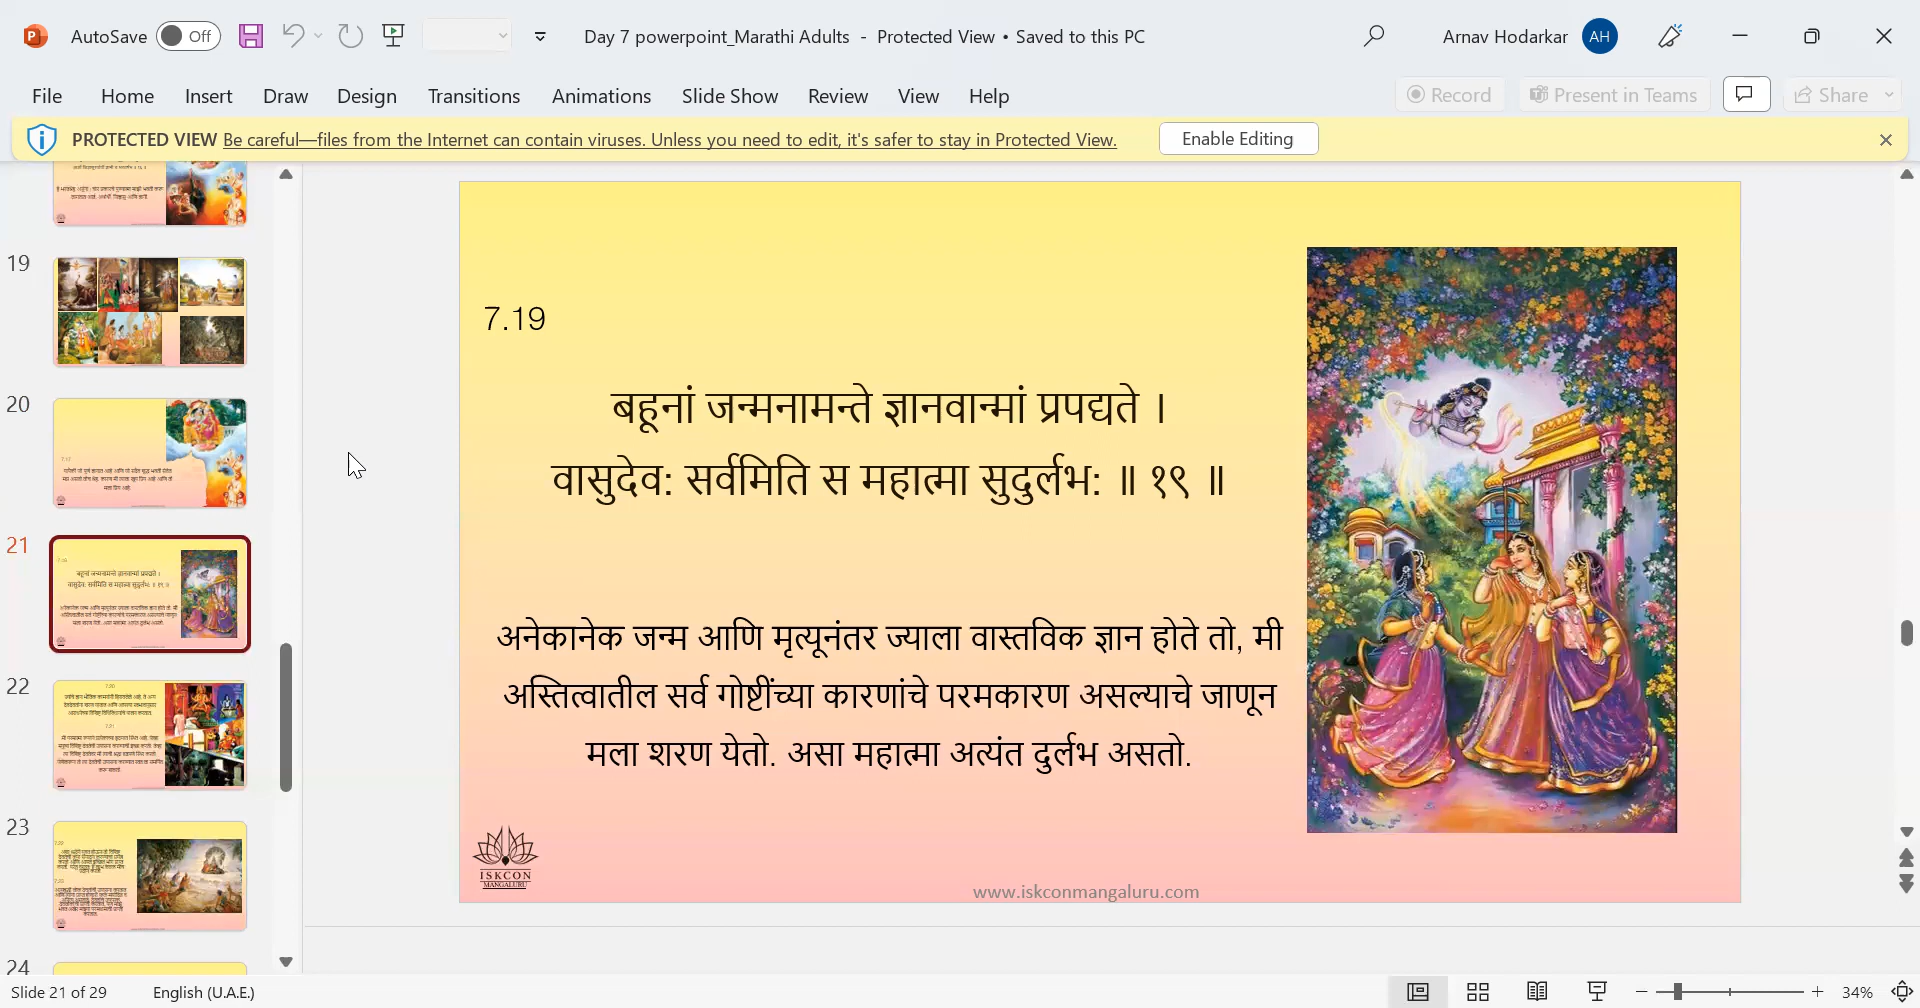 AutoSave Off Day 7 powerpoint_Marathi Adults - Protected View • Saved to this PC Arnav Hodarkar AH
File Home Insert Draw Design Transitions Animations Slide Show Review View Help Record Present in Teams Share
PROTECTED VIEW Be careful—files from the Internet can contain viruses. Unless you need to edit, it's safer to stay in Protected View. Enable Editing
19
20
21
22
23
24
7.19
बहूनां जन्मनामन्ते ज्ञानवान्मां प्रपद्यते ।
वासुदेव: सर्वमिति स महात्मा सुदुर्लभ: ॥ १९ ॥
अनेकानेक जन्म आणि मृत्यूनंतर ज्याला वास्तविक ज्ञान होते तो, मी
अस्तित्वातील सर्व गोष्टींच्या कारणांचे परमकारण असल्याचे जाणून
मला शरण येतो. असा महात्मा अत्यंत दुर्लभ असतो.
ISKCON
MANGALURU
www.iskconmangaluru.com
Slide 21 of 29 English (U.A.E.) 34%